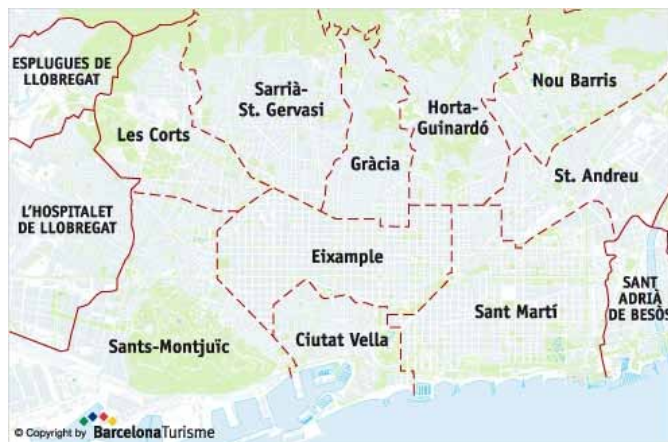 ESPLUGUES DE
LLOBREGAT
Sarrià-
St. Gervasi
Nou Barris
Les Corts
Horta-
Guinardó
Gràcia
St. Andreu
L'HOSPITALET
DE LLOBREGAT
Eixample
SANT
ADRIÀ
DE BESÒS
Sants-Montjuïc
Ciutat Vella
Sant Martí
© Copyright by BarcelonaTurisme